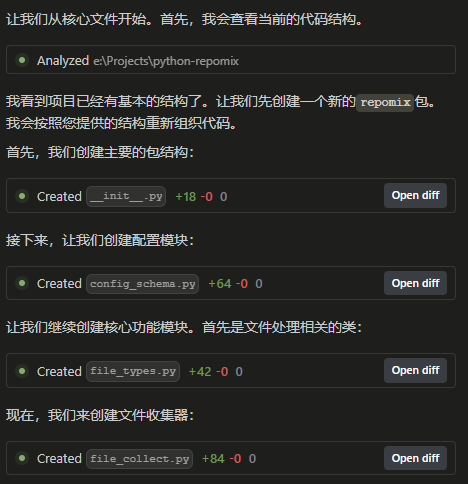 让我们从核心文件开始。首先，我会查看当前的代码结构。
Analyzed e:\Projects\python-repomix
我看到项目已经有基本的结构了。让我们先创建一个新的repomix包。
我会按照您提供的结构重新组织代码。
首先，我们创建主要的包结构：
Created __init__.py +18 -0 0 Open diff
接下来，让我们创建配置模块：
Created config_schema.py +64 -0 0 Open diff
让我们继续创建核心功能模块。首先是文件处理相关的类：
Created file_types.py +42 -0 0 Open diff
现在，我们来创建文件收集器：
Created file_collect.py +84 -0 0 Open diff